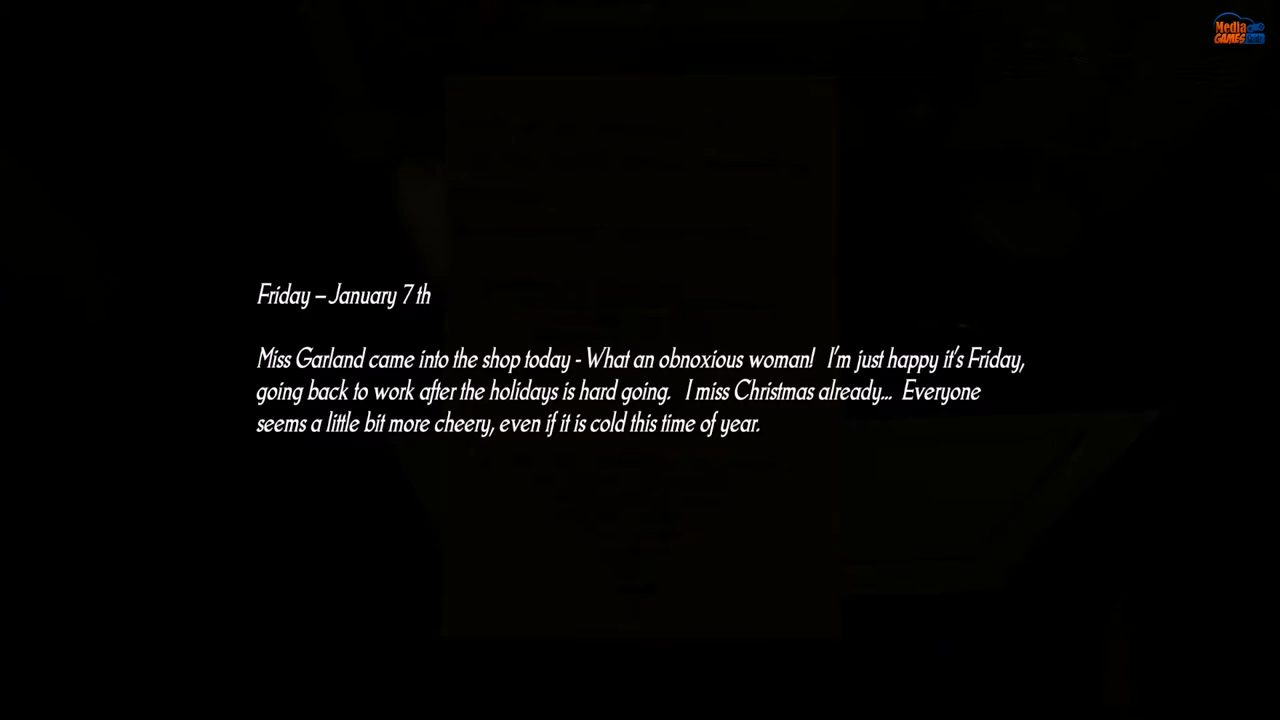 Media
GAMES
Friday – January 7 th
Miss Garland came into the shop today - What an obnoxious woman! I'm just happy it's Friday,
going back to work after the holidays is hard going. I miss Christmas already... Everyone
seems a little bit more cheery, even if it is cold this time of year.